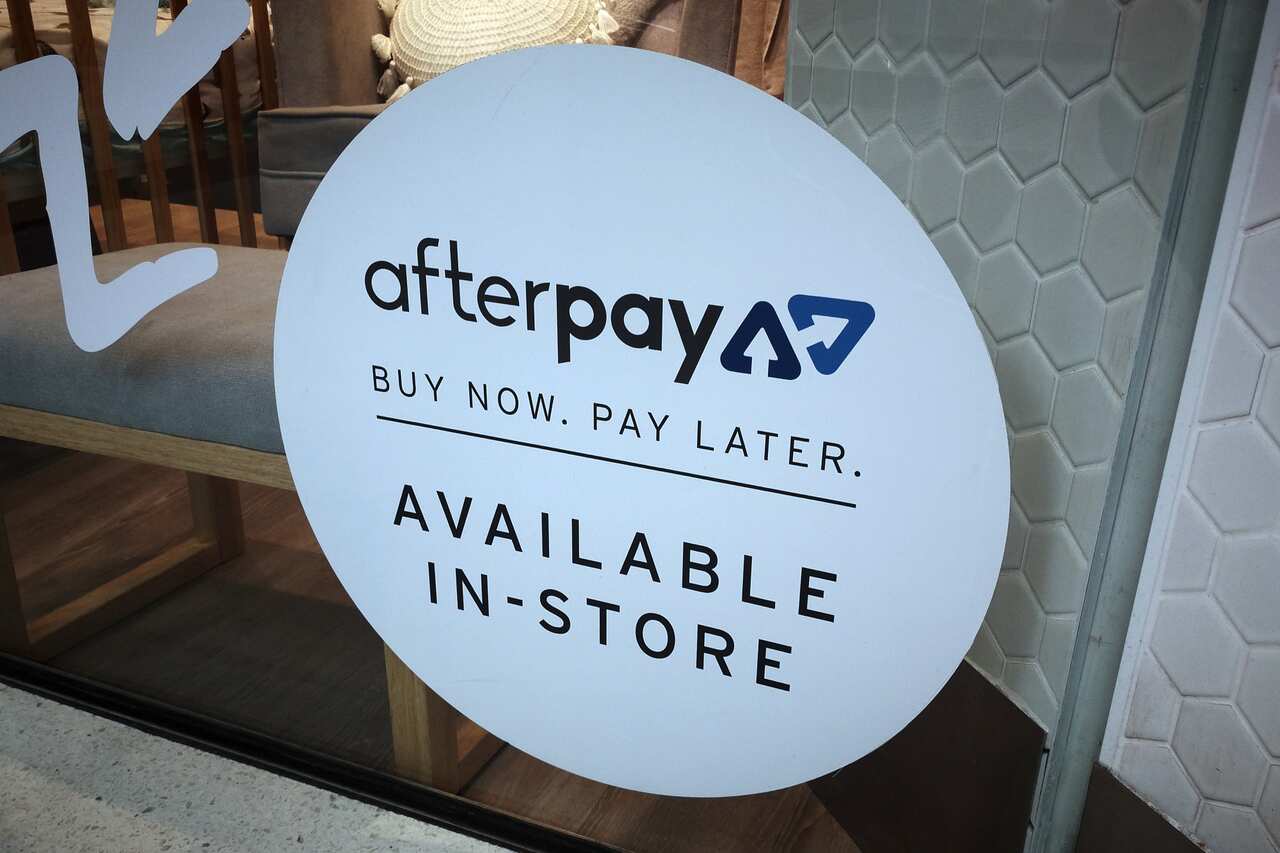 afterpay
BUY NOW. PAY LATER.
AVAILABLE
IN-STORE